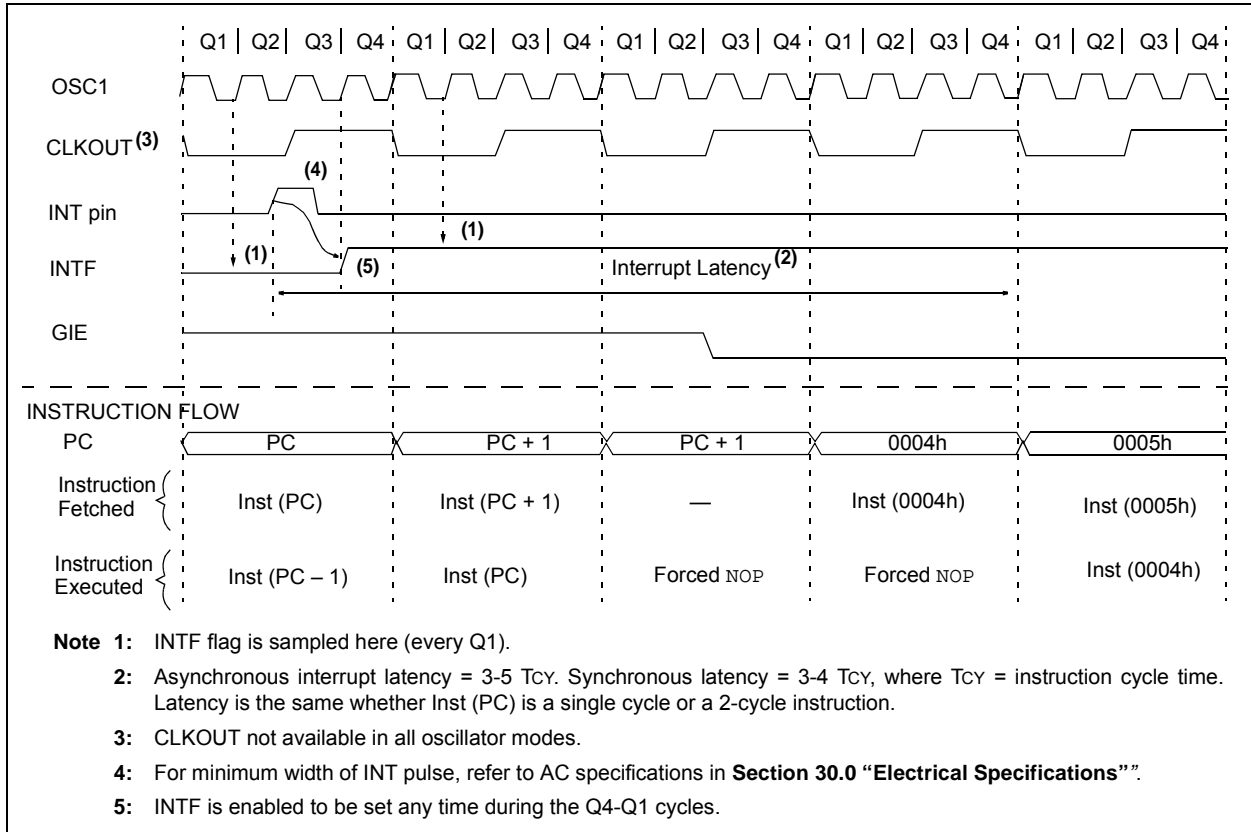 Q1 | Q2 | Q3 | Q4 Q1 | Q2 | Q3 | Q4 Q1 | Q2 | Q3 | Q4 Q1 | Q2 | Q3 | Q4 Q1 | Q2 | Q3 | Q4
OSC1
CLKOUT (3)
(4)
INT pin
(1)
(1)
INTF
(5)
Interrupt Latency (2)
GIE
INSTRUCTION FLOW
PC PC PC + 1 PC + 1 0004h 0005h
Instruction
Fetched
Inst (PC) Inst (PC + 1) — Inst (0004h) Inst (0005h)
Instruction
Executed
Inst (PC – 1) Inst (PC) Forced NOP Forced NOP Inst (0004h)
Note 1: INTF flag is sampled here (every Q1).
2: Asynchronous interrupt latency = 3-5 TCY. Synchronous latency = 3-4 TCY, where TCY = instruction cycle time.
Latency is the same whether Inst (PC) is a single cycle or a 2-cycle instruction.
3: CLKOUT not available in all oscillator modes.
4: For minimum width of INT pulse, refer to AC specifications in Section 30.0 “Electrical Specifications””.
5: INTF is enabled to be set any time during the Q4-Q1 cycles.